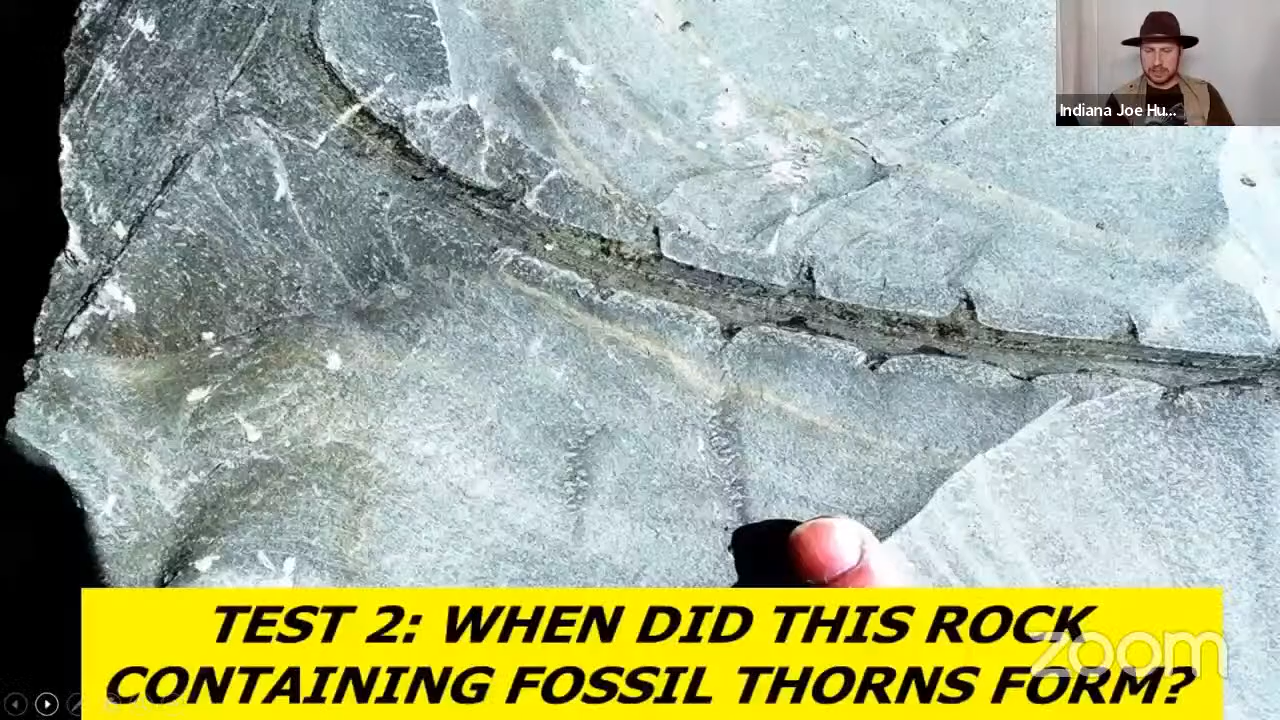 Indiana Joe Hu...
TEST 2: WHEN DID THIS ROCK
CONTAINING FOSSIL THORNS FORM?
zoom